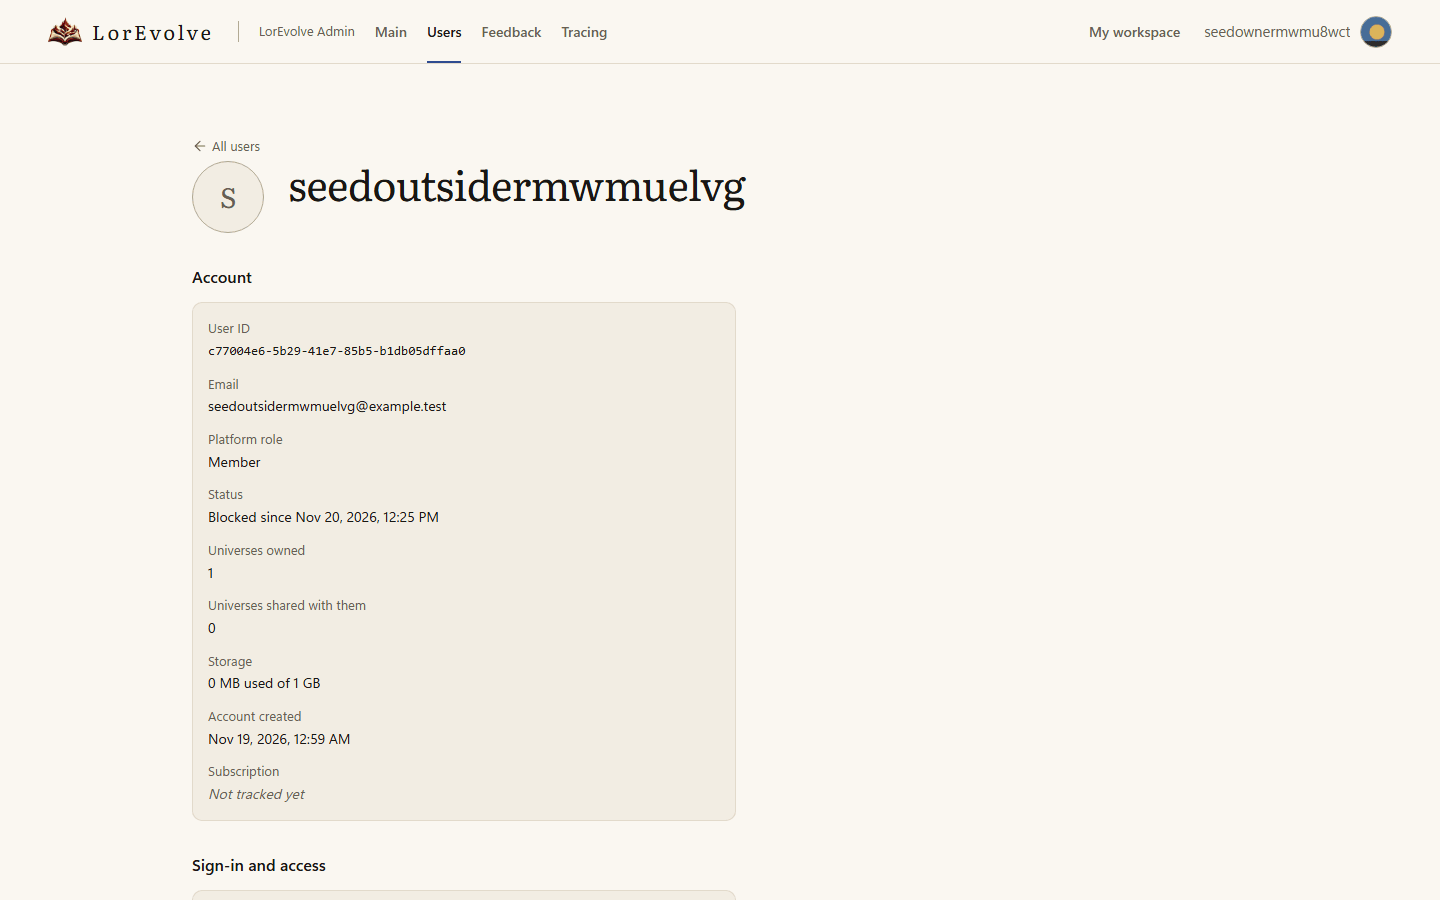 LorEvolve
LorEvolve Admin
Main
Users
Feedback
Tracing
My workspace
seedownermwmu8wct
← All users
S
seedoutsidermwmuelvg
Account
User ID
c77004e6-5b29-41e7-85b5-b1db05dffaa0
Email
seedoutsidermwmuelvg@example.test
Platform role
Member
Status
Blocked since Nov 20, 2026, 12:25 PM
Universes owned
1
Universes shared with them
0
Storage
0 MB used of 1 GB
Account created
Nov 19, 2026, 12:59 AM
Subscription
Not tracked yet
Sign-in and access